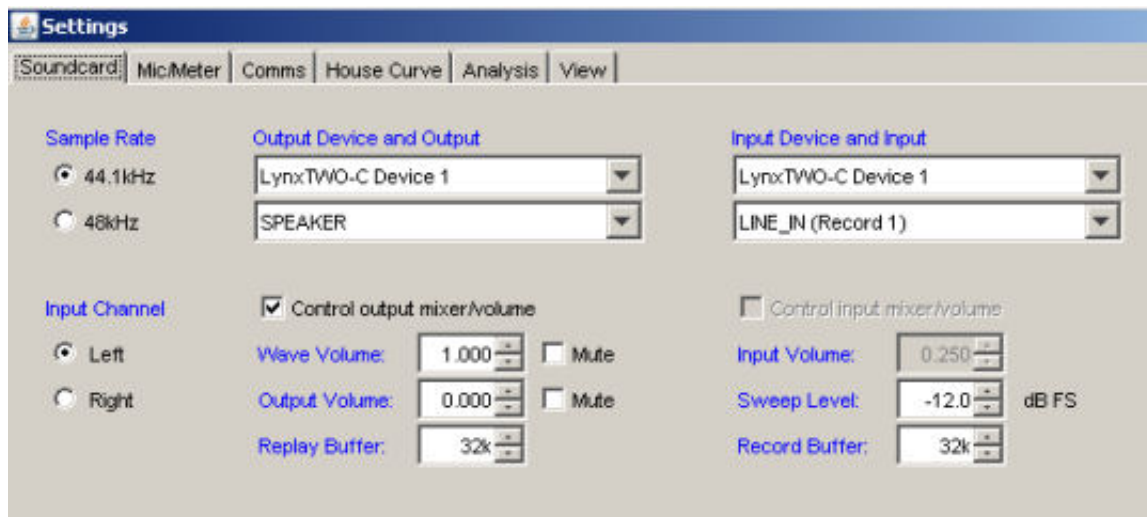 Settings
Soundcard Mic/Meter Comms House Curve Analysis View
Sample Rate Output Device and Output Input Device and Input
44.1kHz LynxTWO-C Device 1 LynxTWO-C Device 1
48kHz SPEAKER LINE_IN (Record 1)
Input Channel Control output mixer/volume Control input mixer/volume
Left Wave Volume: 1.000 Mute Input Volume: 0.250
Right Output Volume: 0.000 Mute Sweep Level: -12.0 dB FS
Replay Buffer: 32k Record Buffer: 32k